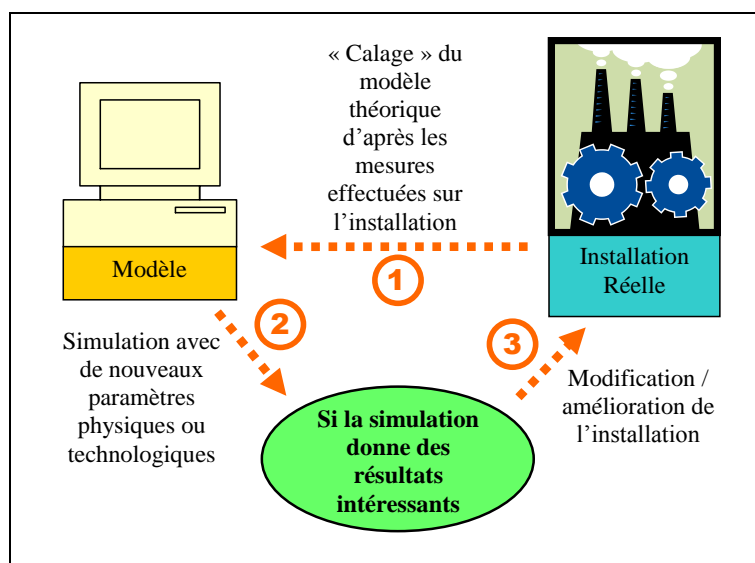 « Calage » du
modèle
théorique
d'après les
mesures
effectuées sur
l'installation
Modèle
1
Installation
Réelle
2
Simulation avec
de nouveaux
paramètres
physiques ou
technologiques
3
Modification /
amélioration de
l'installation
Si la simulation
donne des
résultats
intéressants